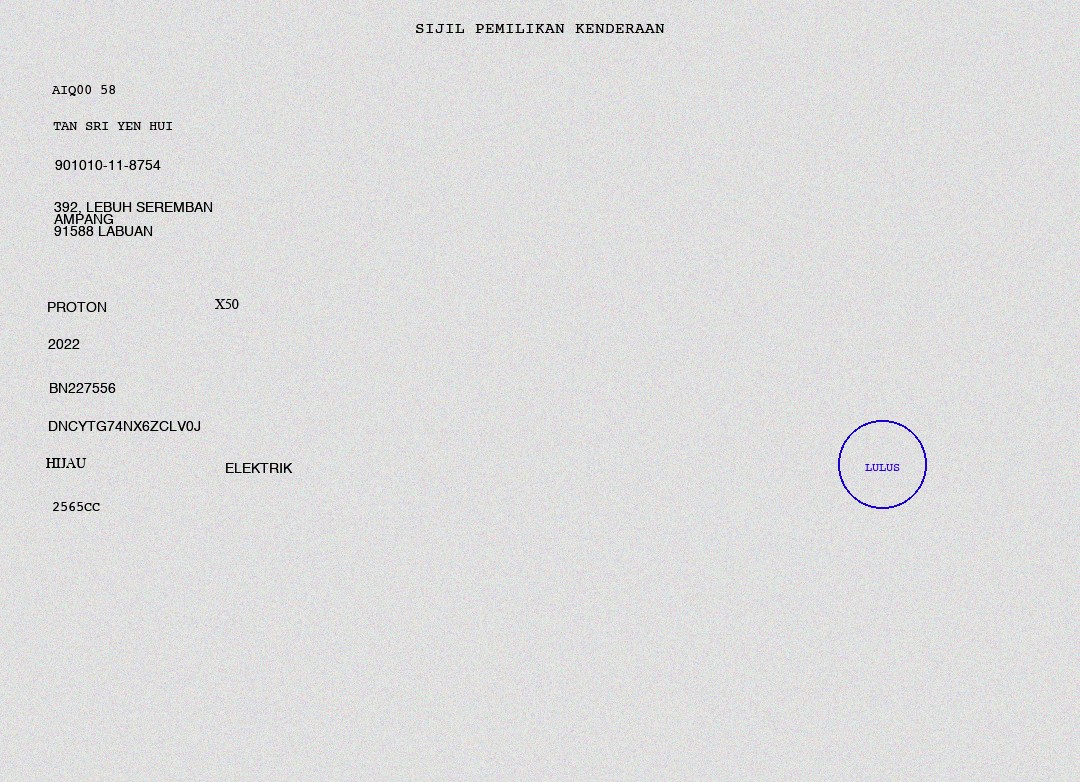 SIJIL PEMILIKAN KENDERAAN
AIQ00 58
TAN SRI YEN HUI
901010-11-8754
392, LEBUH SEREMBAN
AMPANG
91588 LABUAN
PROTON X50
2022
BN227556
DNCYTG74NX6ZCLV0J
HIJAU ELEKTRIK
LULUS
2565CC